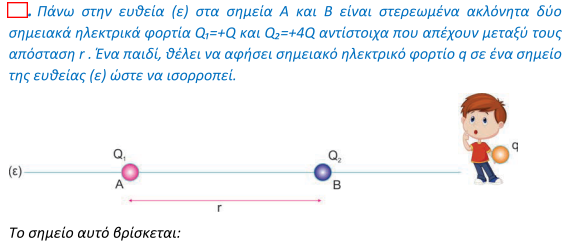 . Πάνω στην ευθεία (ε) στα σημεία Α και Β είναι στερεωμένα ακλόνητα δύο
σημειακά ηλεκτρικά φορτία Q₁=+Q και Q₂=+4Q αντίστοιχα που απέχουν μεταξύ τους
απόσταση r . Ένα παιδί, θέλει να αφήσει σημειακό ηλεκτρικό φορτίο q σε ένα σημείο
της ευθείας (ε) ώστε να ισορροπεί.
Q₁ Q₂ q
(ε)
A B
r
Το σημείο αυτό βρίσκεται: